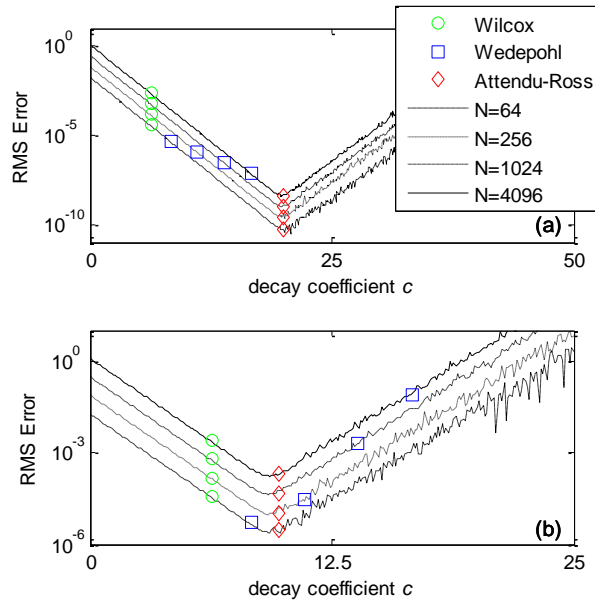 10^0
10^-5
10^-10
RMS Error
0
25
50
decay coefficient c
(a)
Wilcox
Wedepohl
Attendu-Ross
N=64
N=256
N=1024
N=4096
10^0
10^-3
10^-6
RMS Error
0
12.5
25
decay coefficient c
(b)